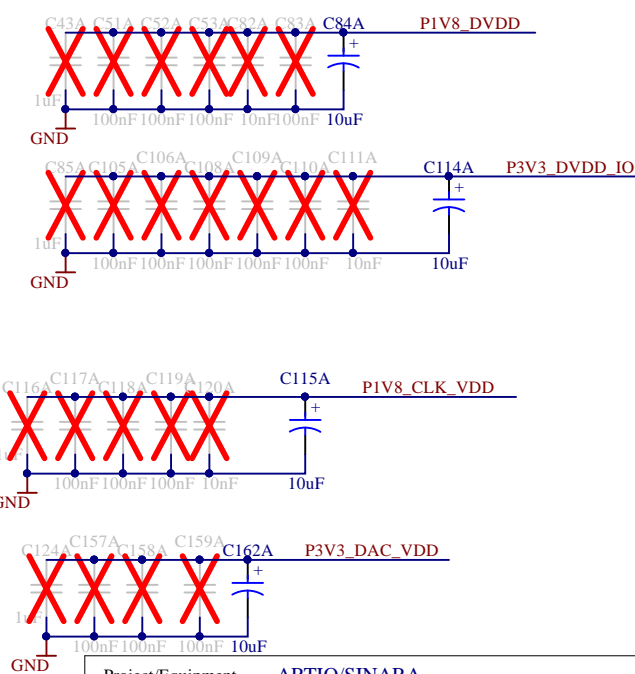 C43A C51A C52A C53A C82A C83A C84A P1V8_DVDD
+
1uF
100nF 100nF 100nF 10nF 100nF 10uF
GND
C106A C109A C111A
C85A C105A C108A C110A C114A P3V3_DVDD_IO
+
1uF
100nF 100nF 100nF 100nF 100nF 10nF 10uF
GND
C117A C119A C115A
C116A C118A C120A P1V8_CLK_VDD
+
1uF
100nF 100nF 100nF 10nF 10uF
GND
C157A C159A
C124A C158A C162A P3V3_DAC_VDD
+
1uF
100nF 100nF 100nF 10uF
GND
Project/Equipment ARTIQ/SINARA